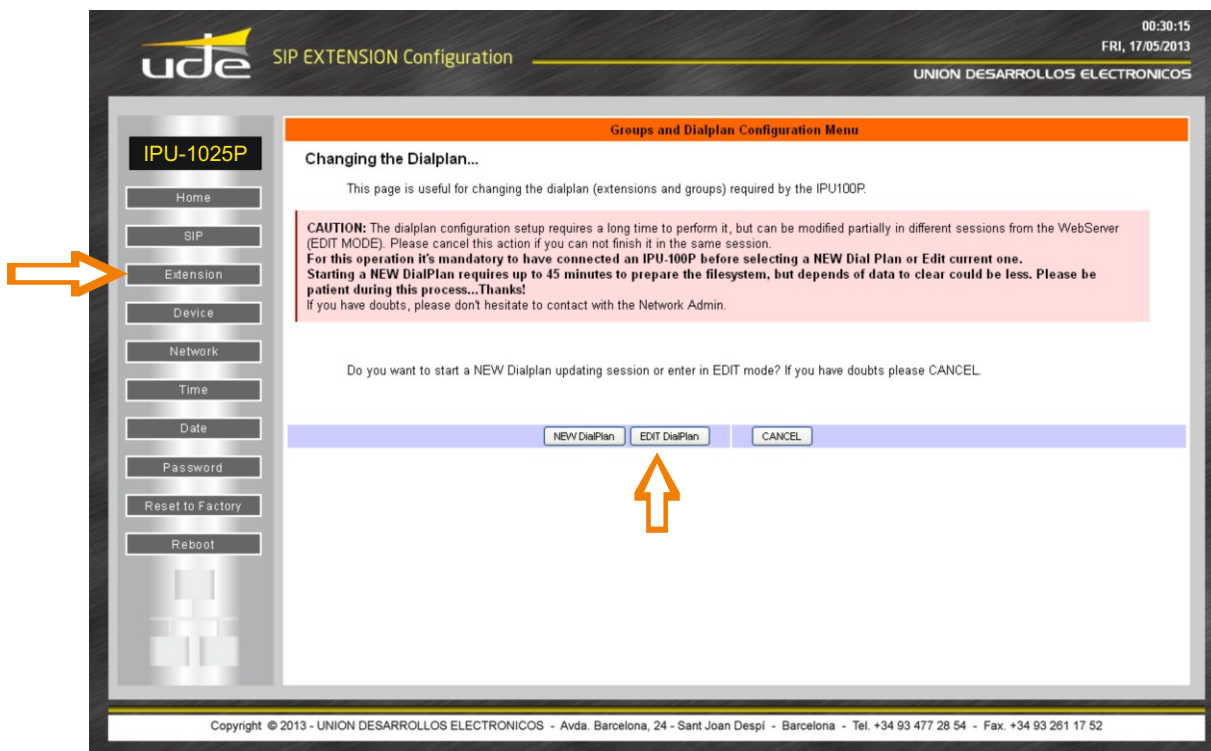 00:30:15
FRI, 17/05/2013
ude
SIP EXTENSION Configuration
UNION DESARROLLOS ELECTRONICOS
IPU-1025P
Home
SIP
Extension
Device
Network
Time
Date
Password
Reset to Factory
Reboot
Groups and Dialplan Configuration Menu
Changing the Dialplan...
This page is useful for changing the dialplan (extensions and groups) required by the IPU100P.
CAUTION: The dialplan configuration setup requires a long time to perform it, but can be modified partially in different sessions from the WebServer
(EDIT MODE). Please cancel this action if you can not finish it in the same session.
For this operation it's mandatory to have connected an IPU-100P before selecting a NEW Dial Plan or Edit current one.
Starting a NEW DialPlan requires up to 45 minutes to prepare the filesystem, but depends of data to clear could be less. Please be
patient during this process...Thanks!
If you have doubts, please don't hesitate to contact with the Network Admin.
Do you want to start a NEW Dialplan updating session or enter in EDIT mode? If you have doubts please CANCEL.
NEW DialPlan EDIT DialPlan CANCEL
Copyright © 2013 - UNION DESARROLLOS ELECTRONICOS - Avda. Barcelona, 24 - Sant Joan Despí - Barcelona - Tel. +34 93 477 28 54 - Fax. +34 93 261 17 52